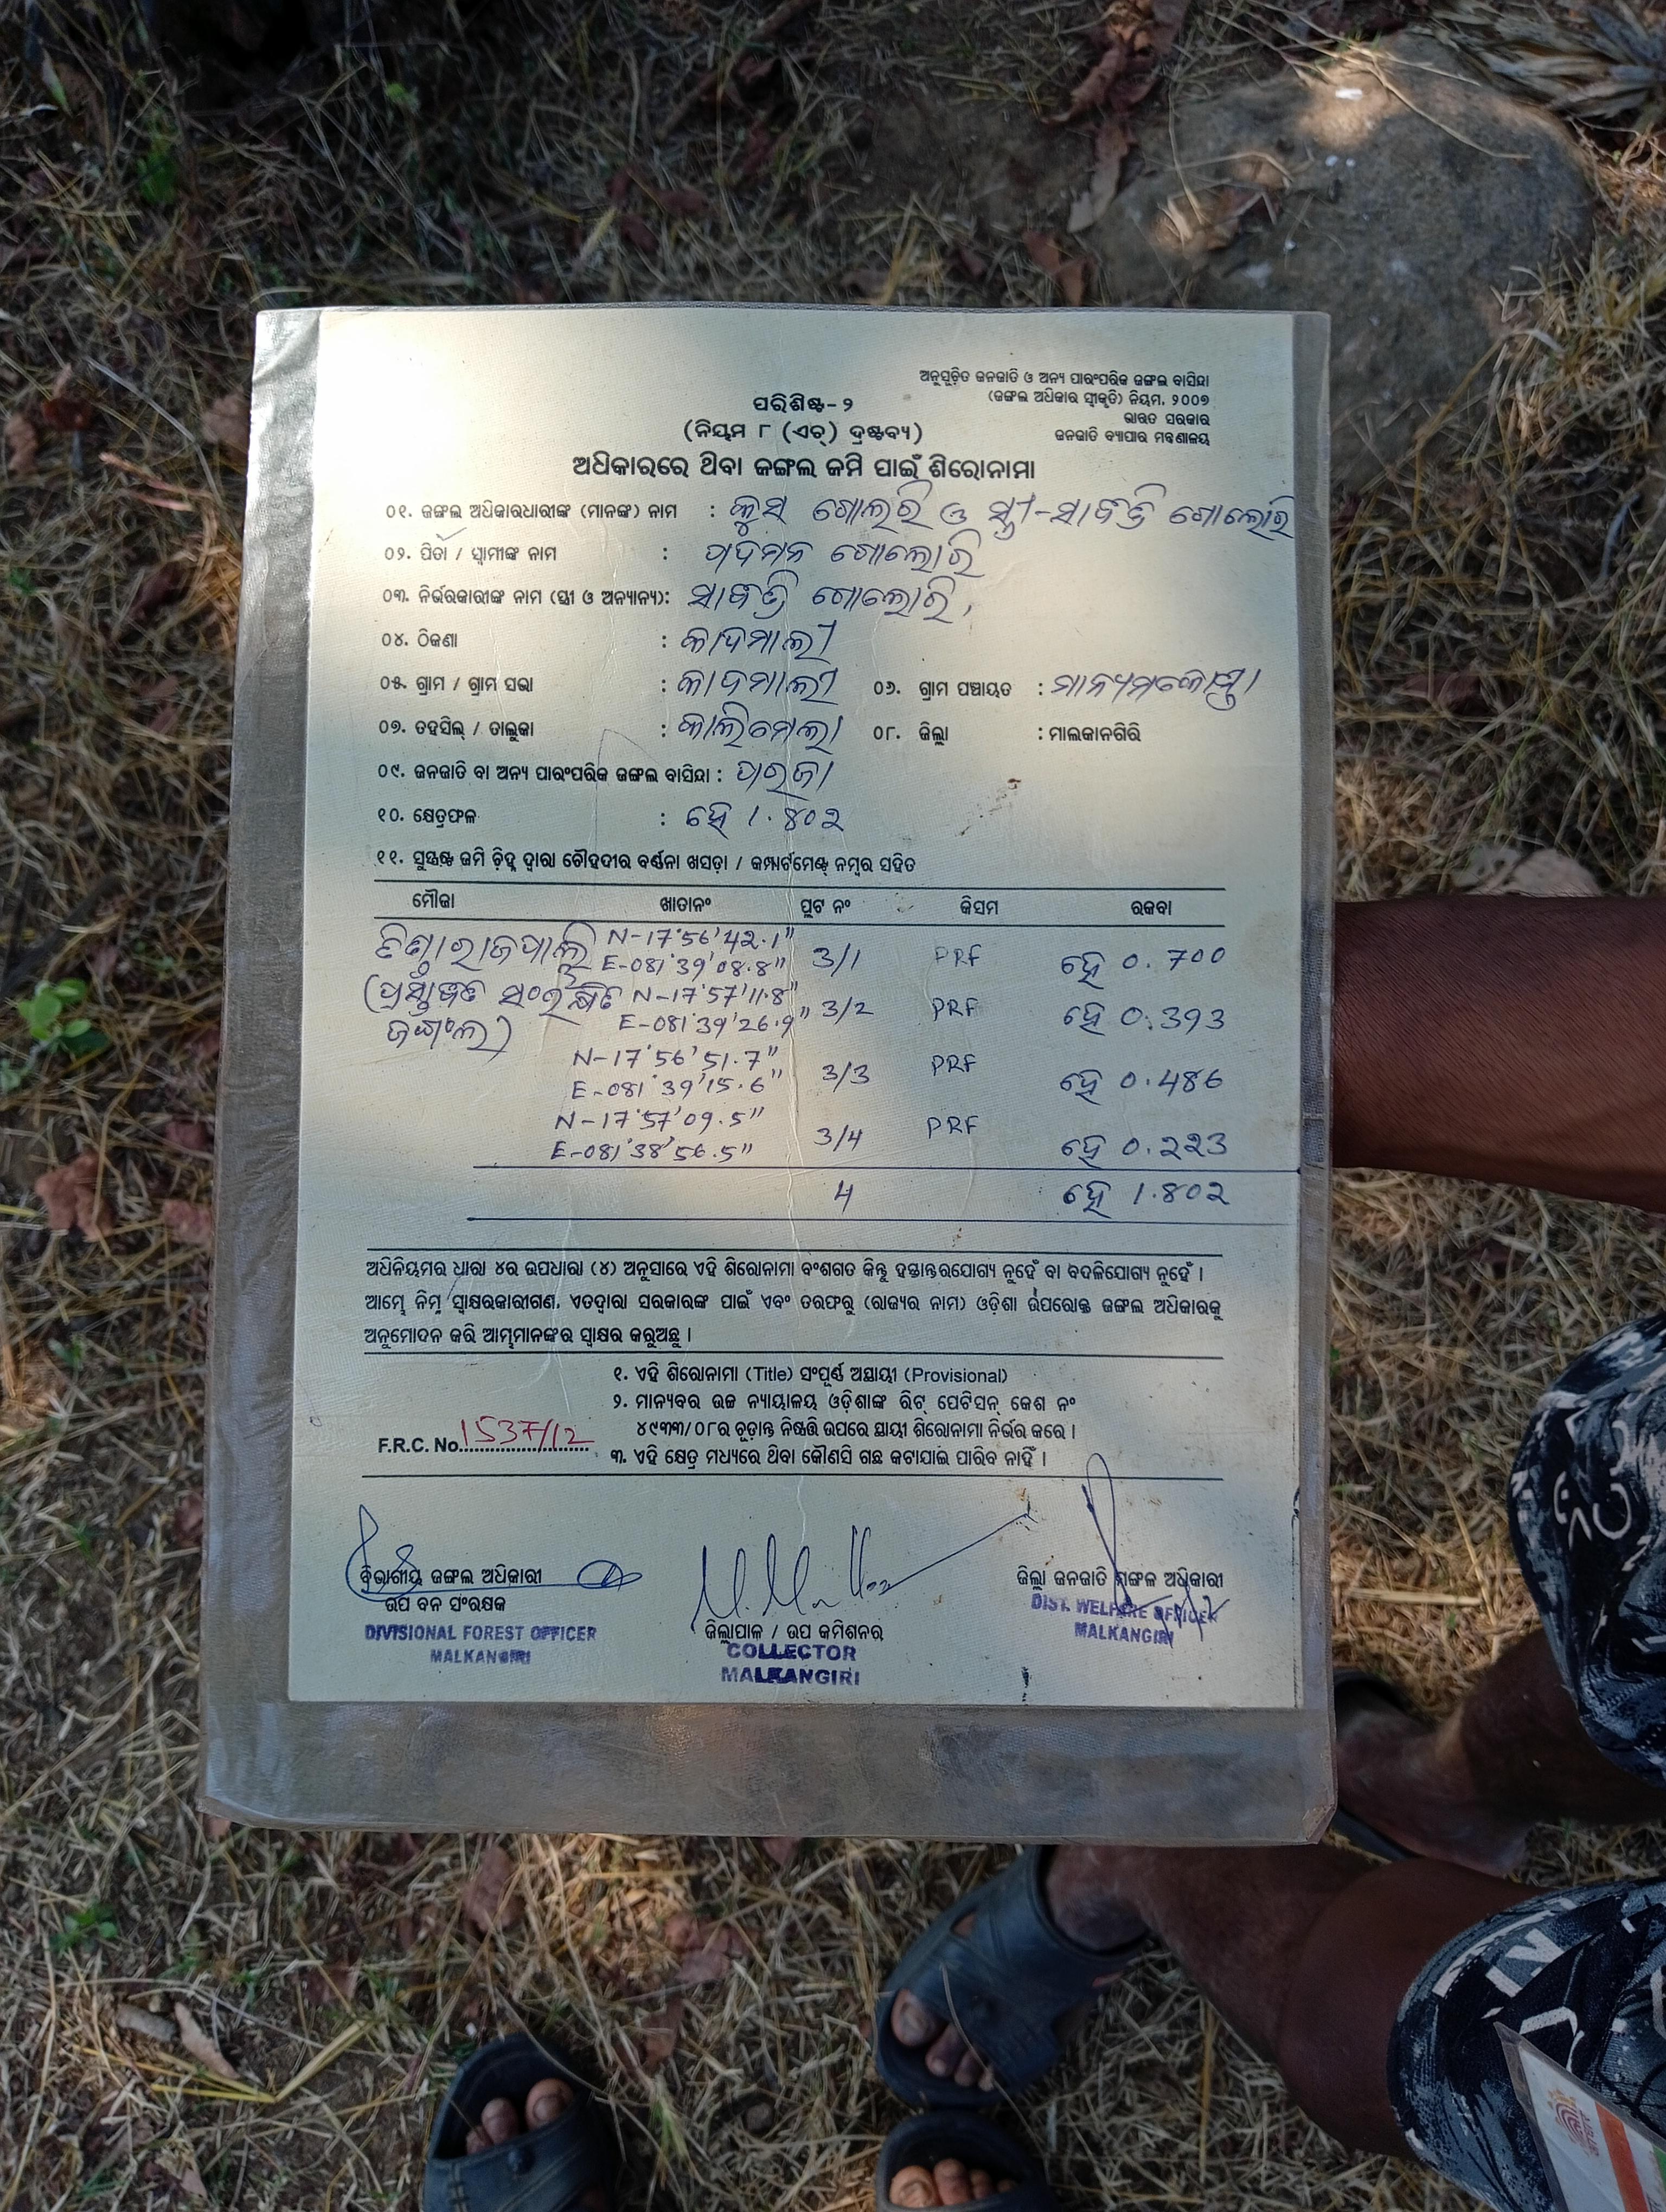 ଅନୁସୂଚିତ ଜନଜାତି ଓ ଅନ୍ୟ ପାରଂପରିକ ଜଙ୍ଗଲ ବାସିନ୍ଦା
(ଜଙ୍ଗଲ ଅଧିକାର ସ୍ୱୀକୃତି) ନିୟମ, ୨୦୦୭
ଭାରତ ସରକାର
ଜନଜାତି ବ୍ୟାପାର ମନ୍ତ୍ରଣାଳୟ
ପରିଶିଷ୍ଟ-୨
(ନିୟମ ୮ (ଏଚ୍) ଦ୍ରଷ୍ଟବ୍ୟ)
ଅଧିକାରରେ ଥିବା ଜଙ୍ଗଲ ଜମି ପାଇଁ ଶିରୋନାମା
୦୧. ଜଙ୍ଗଲ ଅଧିକାରଧାରୀଙ୍କ (ମାନଙ୍କ) ନାମ : କ୍ରୁସ ଗୋଲରି ଓ ସ୍ତ୍ରୀ-ସାବିତ୍ରି ଗୋଲୋରି
୦୨. ପିତା / ସ୍ୱାମୀଙ୍କ ନାମ : ପଦମନ ଗୋଲୋରି
୦୩. ନିର୍ଭରକାରୀଙ୍କ ନାମ (ସ୍ତ୍ରୀ ଓ ଅନ୍ୟାନ୍ୟ): ସାବିତ୍ରି ଗୋଲୋରି,
୦୪. ଠିକଣା : କାଦମାଲୀ
୦୫. ଗ୍ରାମ / ଗ୍ରାମ ସଭା : କାଦମାଲୀ ୦୬. ଗ୍ରାମ ପଞ୍ଚାୟତ : ମାନ୍ୟମକୋଣ୍ଡା
୦୭. ତହସିଲ୍ / ତାଲୁକା : କାଲିମେଲା ୦୮. ଜିଲ୍ଲା : ମାଲକାନଗିରି
୦୯. ଜନଜାତି ବା ଅନ୍ୟ ପାରଂପରିକ ଜଙ୍ଗଲ ବାସିନ୍ଦା : ପରଜା
୧୦. କ୍ଷେତ୍ରଫଳ : ହେ 1.୪୦୨
୧୧. ସୁସ୍ପଷ୍ଟ ଜମି ଚିହ୍ନ ଦ୍ୱାରା ଚୌହଦୀର ବର୍ଣ୍ଣନା ଖସଡ଼ା / କମ୍ପାର୍ଟମେଣ୍ଟ୍ ନମ୍ବର ସହିତ
ମୌଜା ଖାତାନଂ ପ୍ଲଟ ନଂ କିସମ ରକବା
N-17°56'42.1"
E-081°39'08.8" 3/1 PRF ହେ 0.700
(ପ୍ରସ୍ତାବିତ ସଂରକ୍ଷିତ N-17°57'11.8"
ଜଙ୍ଗଲ) E-081°39'26.9" 3/2 PRF ହେ 0.393
N-17°56'51.7"
E-081°39'15.6" 3/3 PRF ହେ 0.486
N-17°57'09.5"
E-081°38'56.5" 3/4 PRF ହେ 0.223
4 ହେ 1.802
ଅଧିନିୟମର ଧାରା ୪ର ଉପଧାରା (୪) ଅନୁସାରେ ଏହି ଶିରୋନାମା ବଂଶଗତ କିନ୍ତୁ ହସ୍ତାନ୍ତରଯୋଗ୍ୟ ନୁହେଁ ବା ବଦଳିଯୋଗ୍ୟ ନୁହେଁ ।
ଆମ୍ଭେ ନିମ୍ନ ସ୍ୱାକ୍ଷରକାରୀଗଣ, ଏତଦ୍ୱାରା ସରକାରଙ୍କ ପାଇଁ ଏବଂ ତରଫରୁ (ରାଜ୍ୟର ନାମ) ଓଡ଼ିଶା ଉପରୋକ୍ତ ଜଙ୍ଗଲ ଅଧିକାରକୁ
ଅନୁମୋଦନ କରି ଆମ୍ଭମାନଙ୍କର ସ୍ୱାକ୍ଷର କରୁଅଛୁ ।
୧. ଏହି ଶିରୋନାମା (Title) ସଂପୂର୍ଣ୍ଣ ଅସ୍ଥାୟୀ (Provisional)
୨. ମାନ୍ୟବର ଉଚ୍ଚ ନ୍ୟାୟାଳୟ ଓଡ଼ିଶାଙ୍କ ରିଟ୍ ପେଟିସନ୍ କେଶ ନଂ
୪୯୩୩/୦୮ର ଚୂଡ଼ାନ୍ତ ନିଷ୍ପତ୍ତି ଉପରେ ସ୍ଥାୟୀ ଶିରୋନାମା ନିର୍ଭର କରେ ।
F.R.C. No. 1537/12
୩. ଏହି କ୍ଷେତ୍ର ମଧ୍ୟରେ ଥିବା କୌଣସି ଗଛ କଟାଯାଇ ପାରିବ ନାହିଁ ।
ବିଭାଗୀୟ ଜଙ୍ଗଲ ଅଧିକାରୀ
ଉପ ବନ ସଂରକ୍ଷକ
DIVISIONAL FOREST OFFICER
MALKANGIRI
ଜିଲ୍ଲାପାଳ / ଉପ କମିଶନର
COLLECTOR
MALKANGIRI
ଜିଲ୍ଲା ଜନଜାତି ମଙ୍ଗଳ ଅଧିକାରୀ
DIST. WELFARE OFFICER
MALKANGIRI